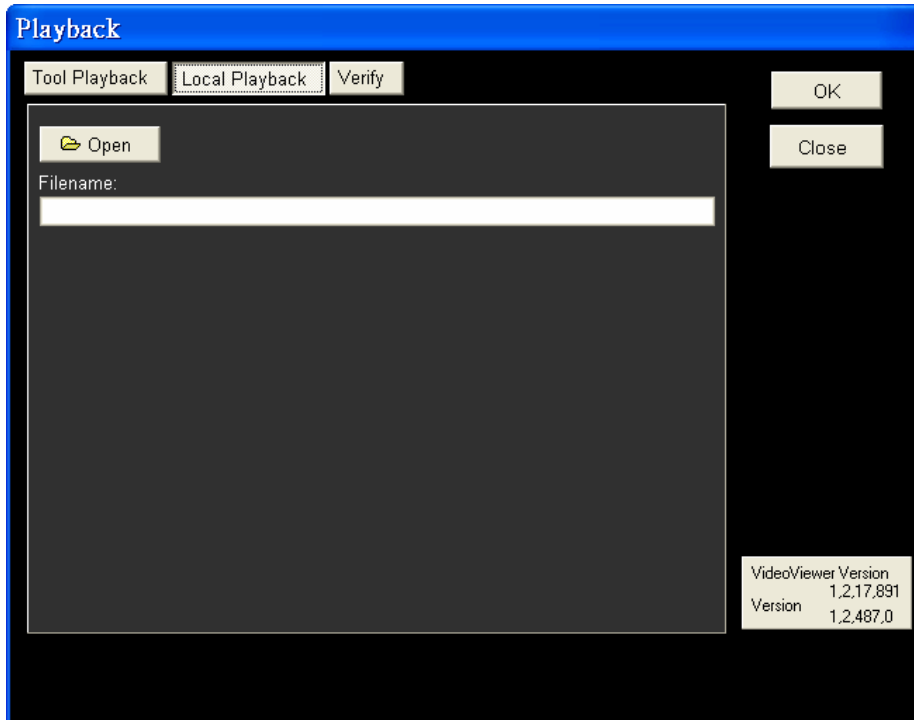 Playback
Tool Playback
Local Playback
Verify
OK
Open
Close
Filename:
VideoViewer Version
1,2,17,891
Version
1,2,487,0